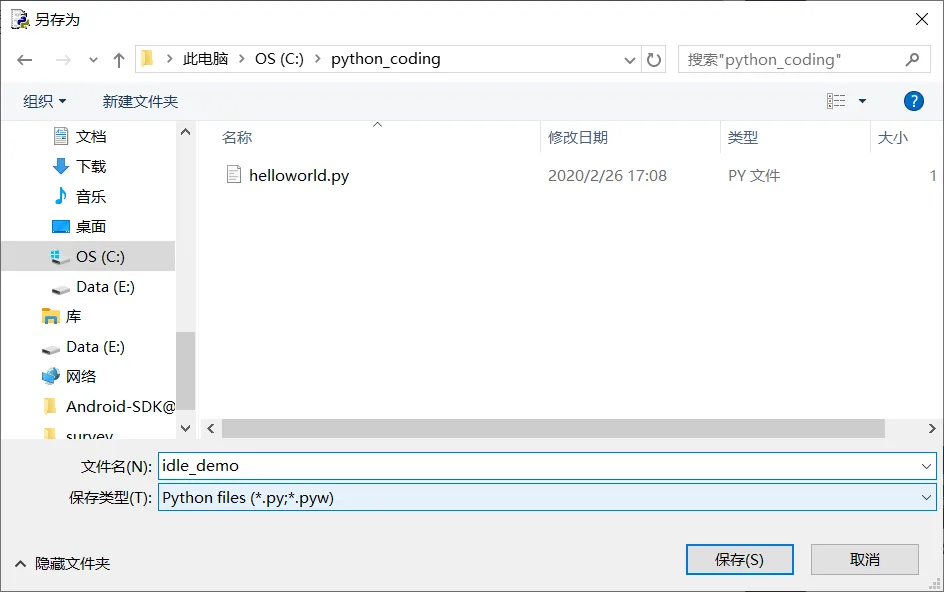 另存为
此电脑 OS (C:) python_coding
搜索"python_coding"
组织
新建文件夹
?
名称 修改日期 类型 大小
helloworld.py 2020/2/26 17:08 PY 文件 1
文档
下载
音乐
桌面
OS (C:)
Data (E:)
库
Data (E:)
网络
Android-SDK@
survey
文件名(N): idle_demo
保存类型(T): Python files (*.py;*.pyw)
隐藏文件夹
保存(S)
取消